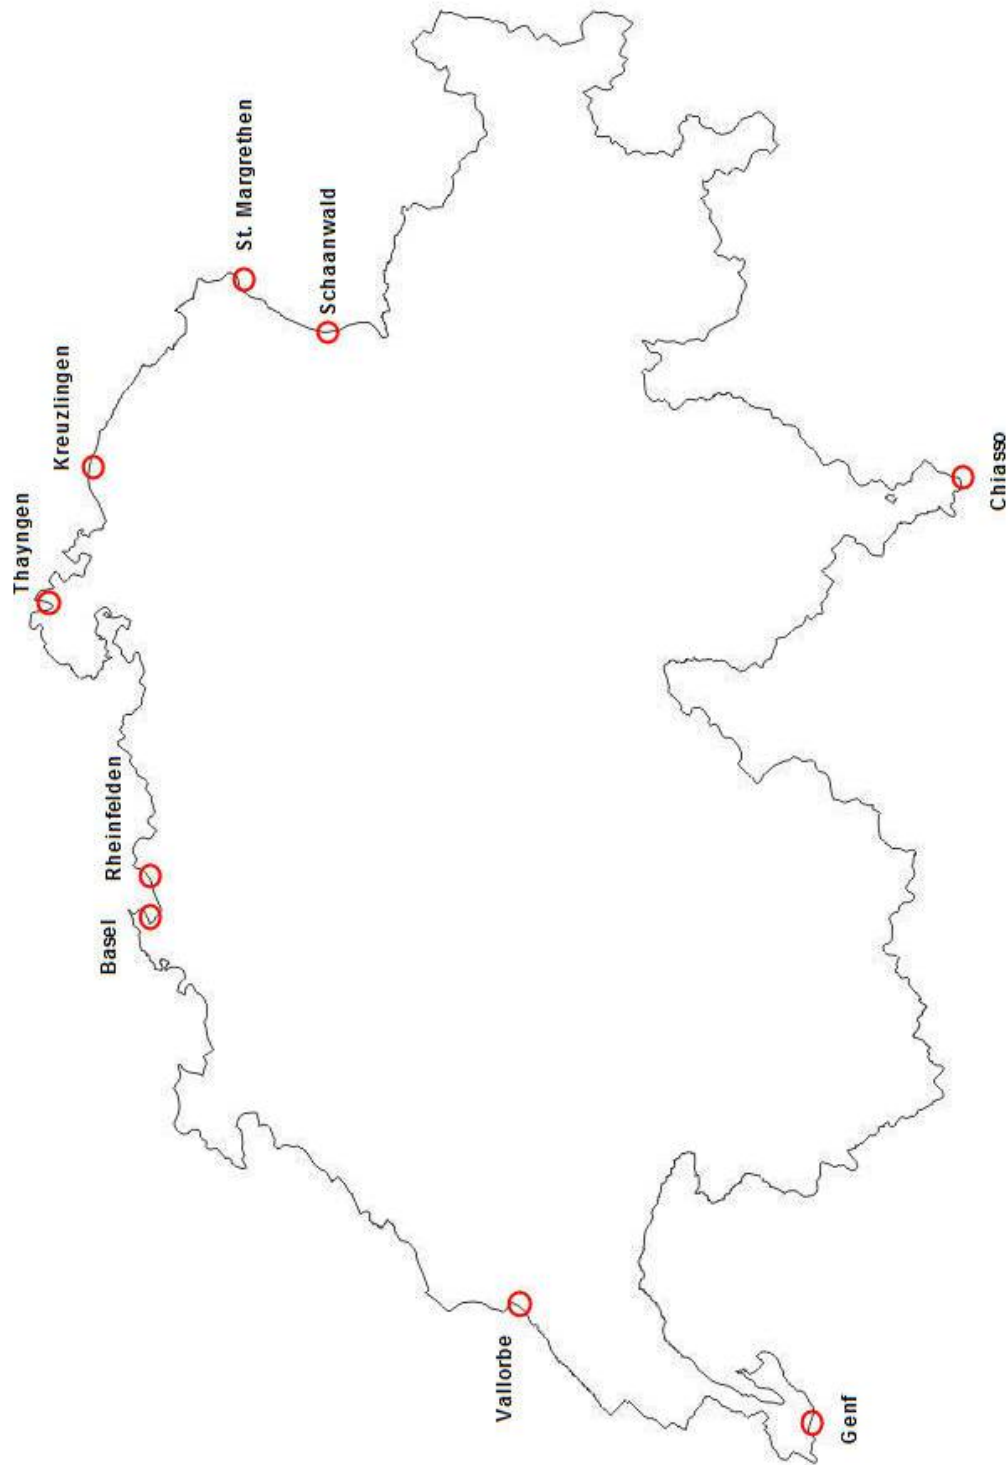 Thayngen
Kreuzlingen
St. Margrethen
Schaanwald
Rheinfelden
Basel
Vallorbe
Genf
Chiasso